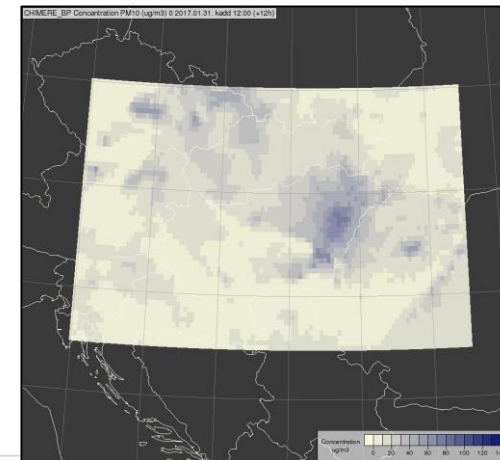 CHIMERE_BP Concentration PM10 (ug/m3) 0 2017.01.31. kedd 12:00 (+12h)
Concentration
ug/m3
0 20 40 60 80 100 120